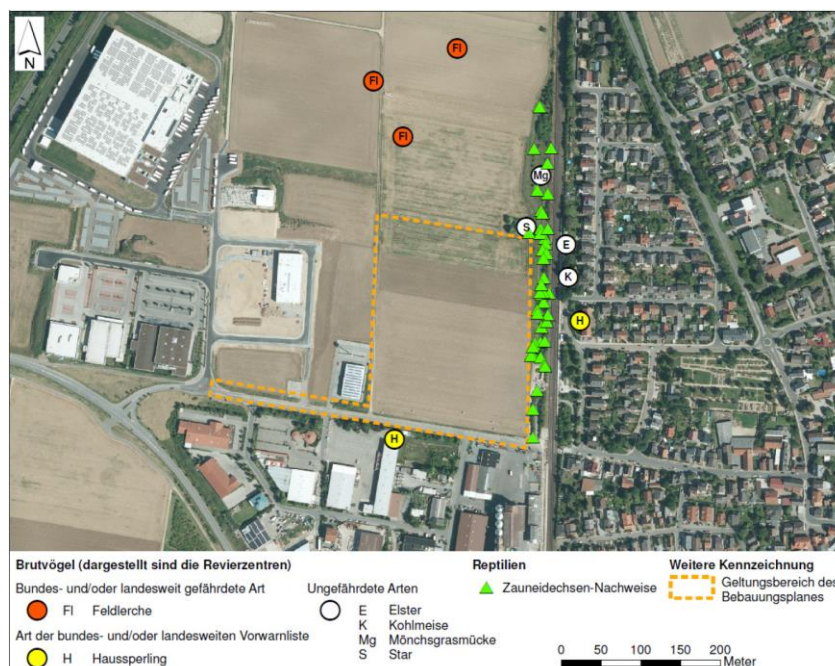 N
Fl
Fl
Fl
Mg
S
E
K
H
H
Brutvögel (dargestellt sind die Revierzentren)
Bundes- und/oder landesweit gefährdete Art
Fl Feldlerche
Art der bundes- und/oder landesweiten Vorwarnliste
H Haussperling
Ungefährdete Arten
E Elster
K Kohlmeise
Mg Mönchsgrasmücke
S Star
Reptilien
Zauneidechsen-Nachweise
Weitere Kennzeichnung
Geltungsbereich des
Bebauungsplanes
0 50 100 150 200
Meter